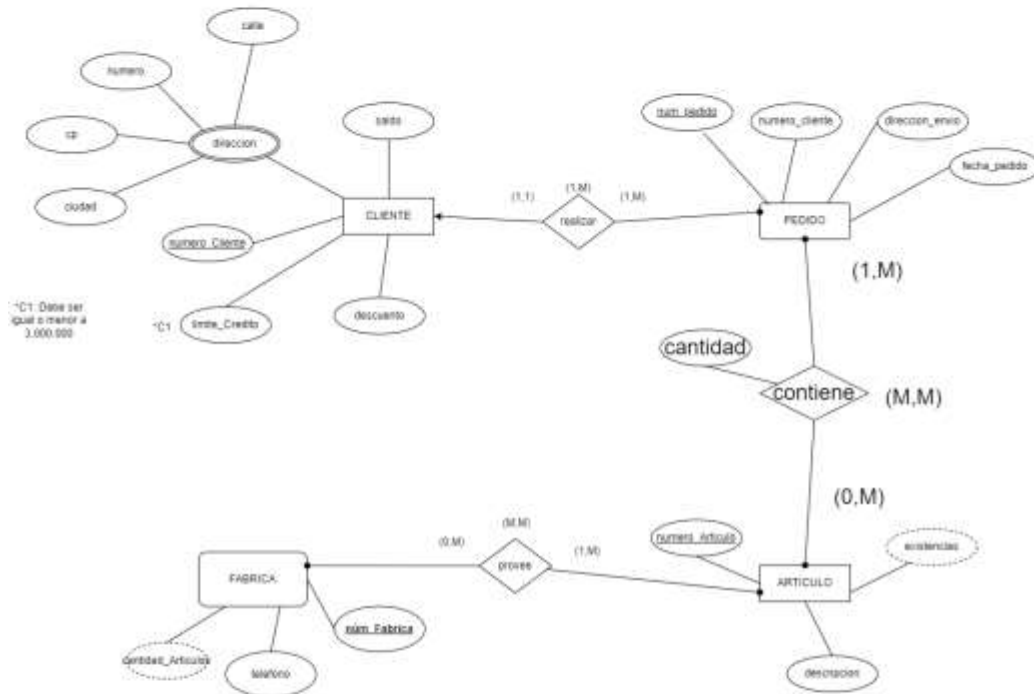 calle
numero
cp
direccion
ciudad
saldo
num_pedido
numero_cliente
direccion_envio
fecha_pedido
(1,1)
(1,M)
(1,M)
CLIENTE
realizar
PEDIDO
numero_Cliente
(1,M)
*C1: Debe ser
igual o menor a
3.000.000
*C1
limite_Credito
descuento
cantidad
contiene
(M,M)
(0,M)
(M,M)
(0,M)
(1,M)
numero_Articulo
existencias
FABRICA
provee
ARTICULO
cantidad_Articulos
telefono
núm_Fabrica
descripcion